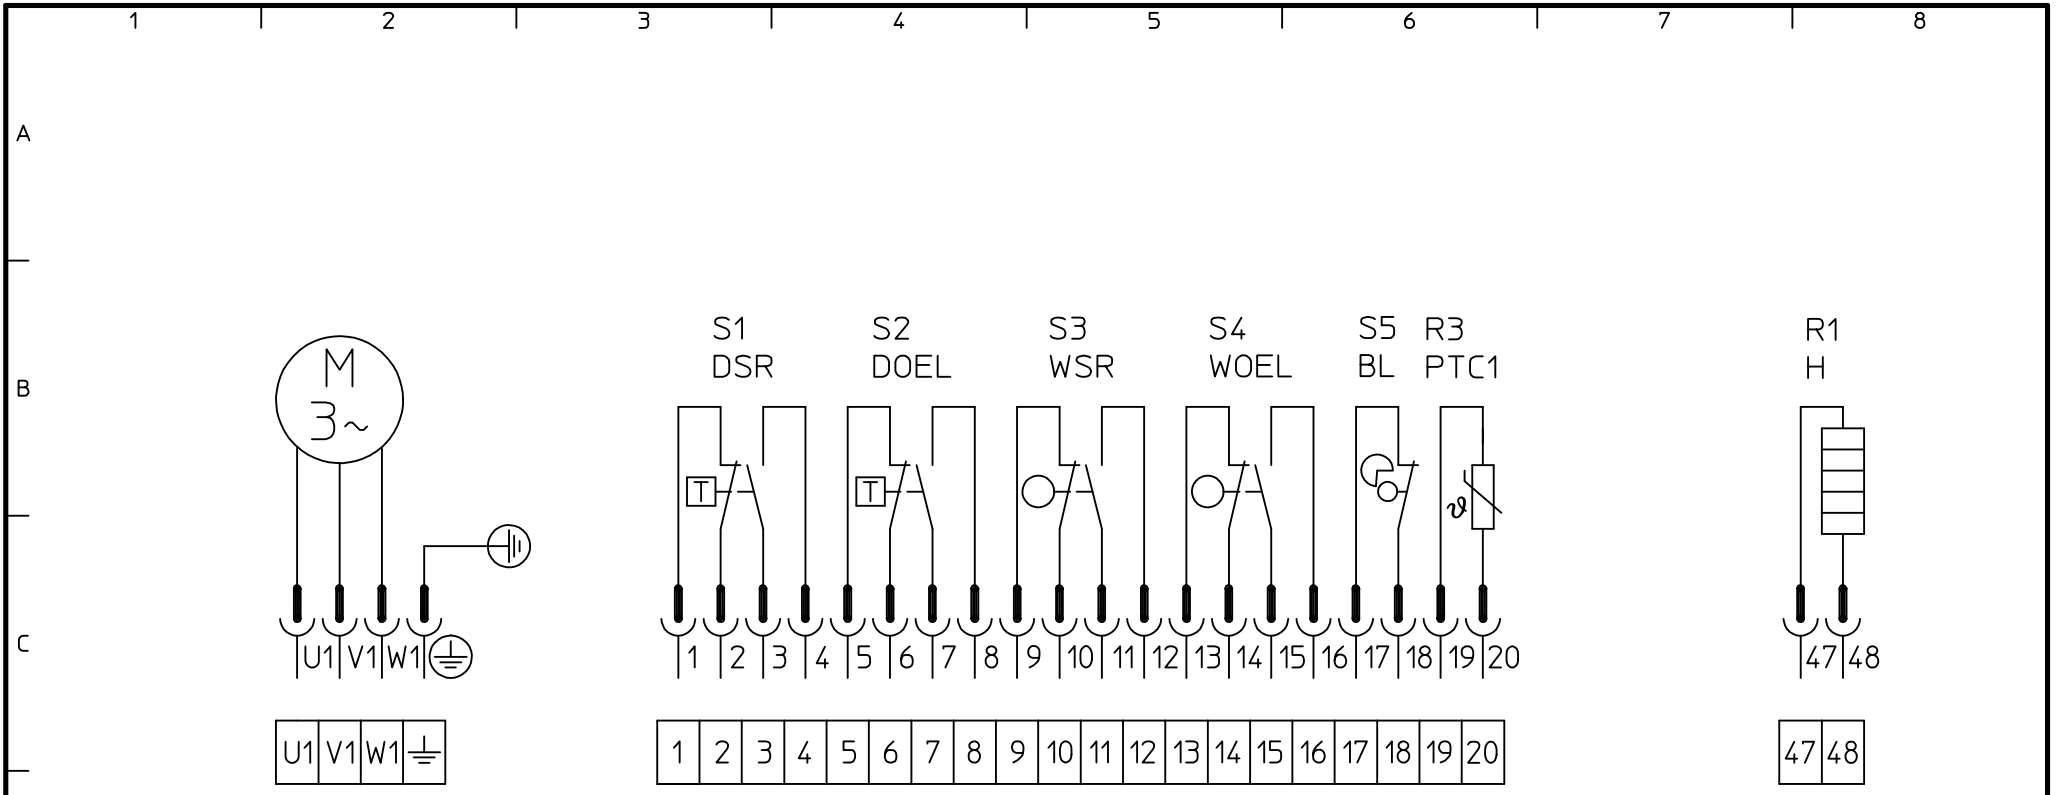 1 2 3 4 5 6 7 8
A
S1 S2 S3 S4 S5 R3 R1
DSR DOEL WSR WOEL BL PTC1 H
B
M
3~
T T ϑ
C
U1 V1 W1 1 2 3 4 5 6 7 8 9 10 11 12 13 14 15 16 17 18 19 20 47 48
U1 V1 W1 1 2 3 4 5 6 7 8 9 10 11 12 13 14 15 16 17 18 19 20 47 48